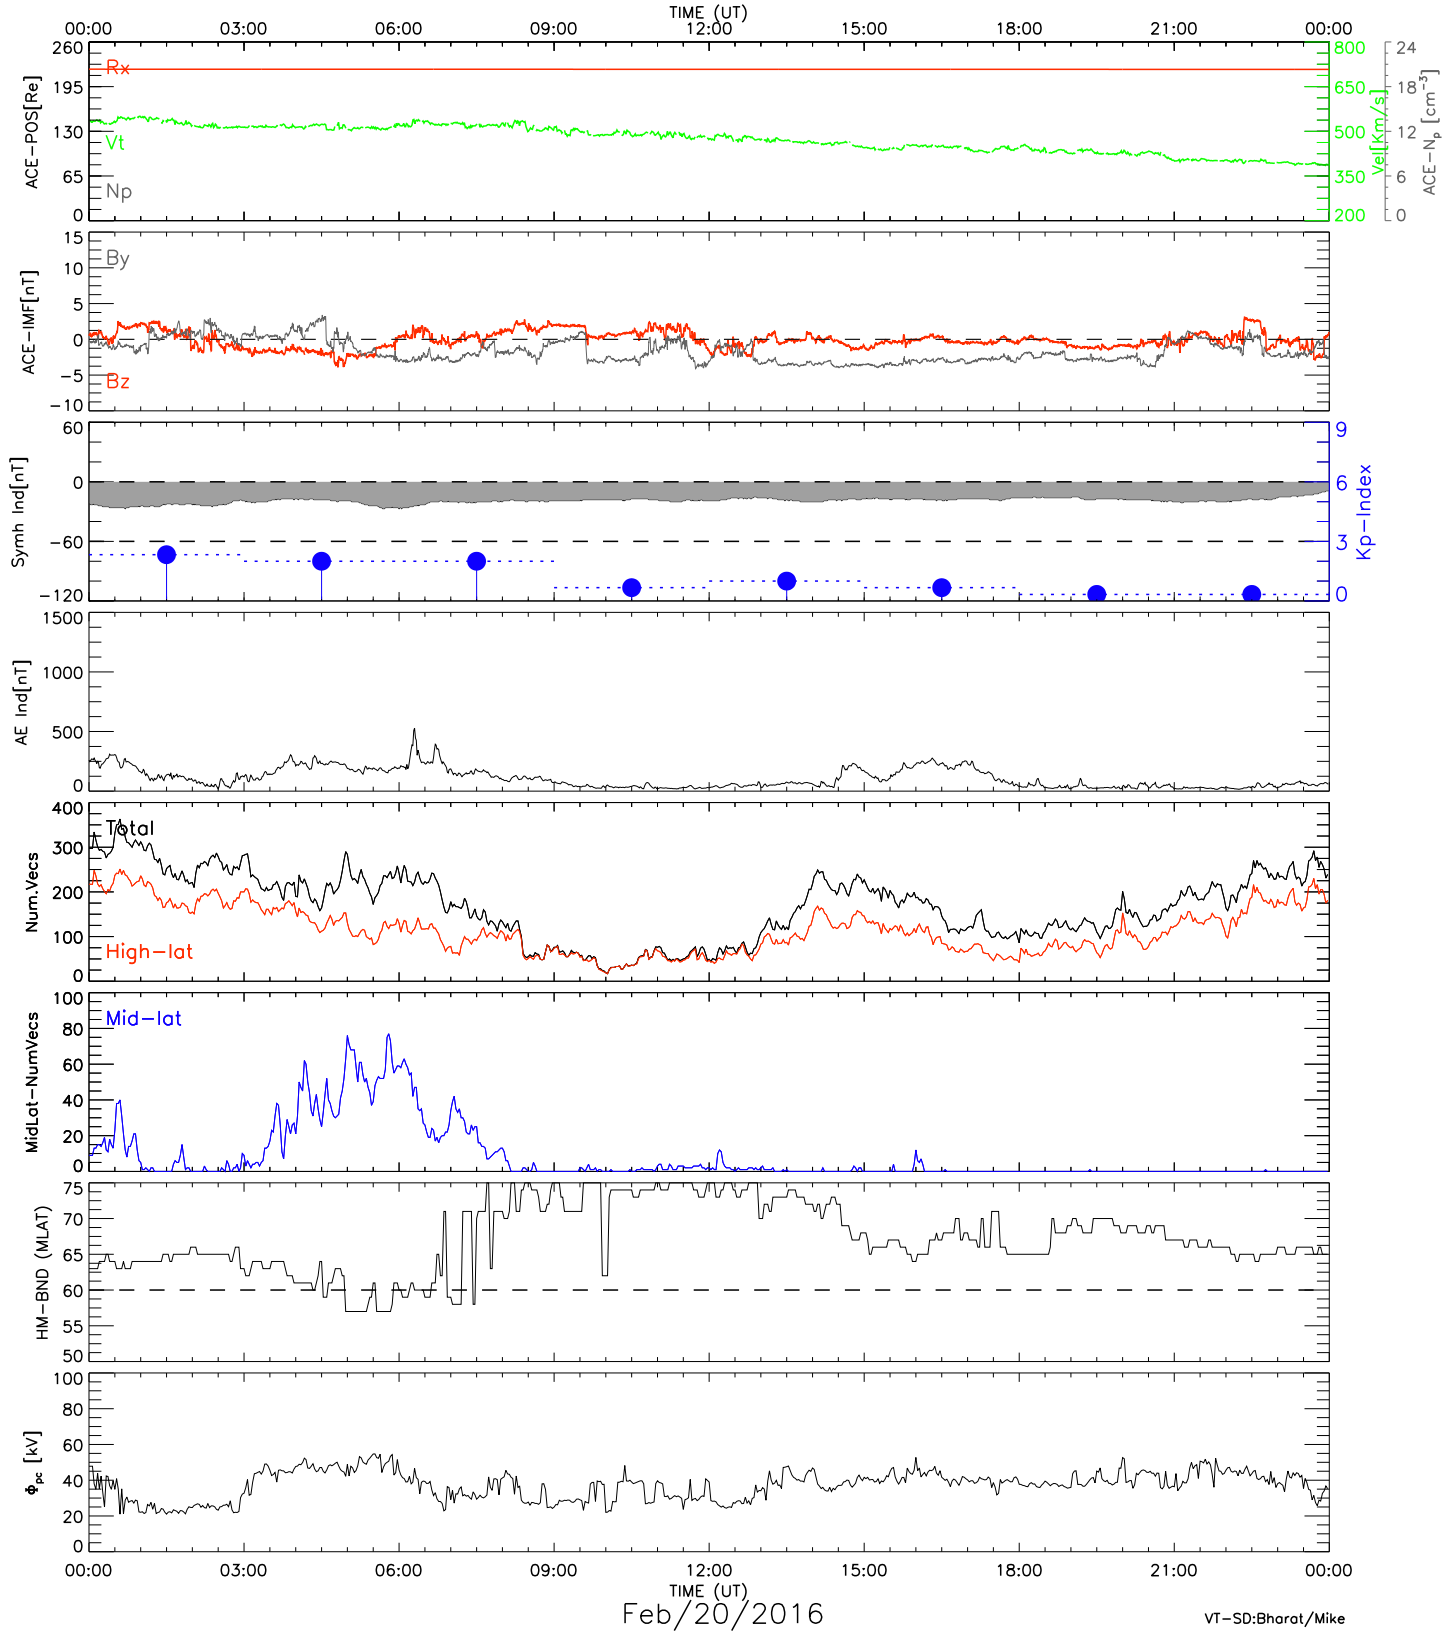 TIME (UT)
00:00 03:00 06:00 09:00 12:00 15:00 18:00 21:00 00:00
ACE-POS[Re]
260
195
130
65
0
Rx
Vt
Np
800
650
500
350
200
Vel[Km/s]
24
18
12
6
0
ACE-Np [cm⁻³]
ACE-IMF[nT]
15
10
5
0
-5
-10
By
Bz
Symh Ind[nT]
60
0
-60
-120
9
6
3
0
Kp-Index
AE Ind[nT]
1500
1000
500
0
Num.Vecs
400
300
200
100
0
Total
High-lat
MidLat-NumVecs
100
80
60
40
20
0
Mid-lat
HM-BND (MLAT)
75
70
65
60
55
50
Φpc [kV]
100
80
60
40
20
0
00:00 03:00 06:00 09:00 12:00 15:00 18:00 21:00 00:00
TIME (UT)
Feb/20/2016
VT-SD:Bharat/Mike